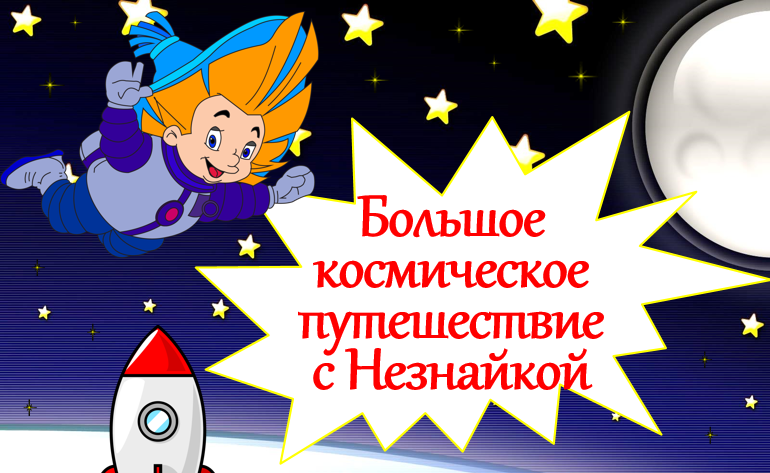 Большое
космическое
путешествие
с Незнайкой